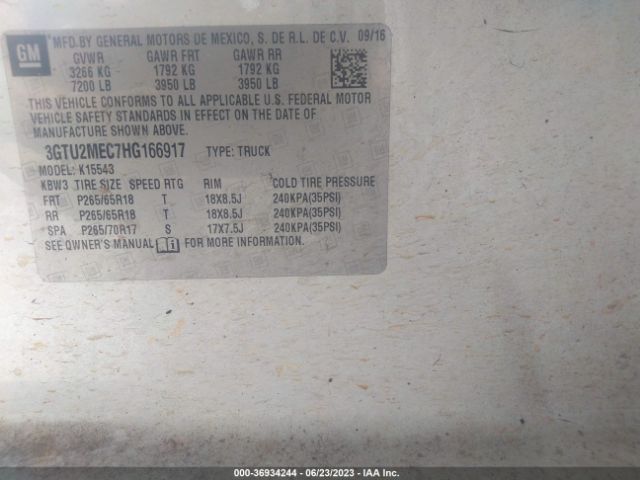 GM
MFD.BY GENERAL MOTORS DE MEXICO, S. DE R.L. DE C.V. 09/16
GVWR GAWR FRT GAWR RR
3266 KG 1792 KG 1792 KG
7200 LB 3950 LB 3950 LB
THIS VEHICLE CONFORMS TO ALL APPLICABLE U.S. FEDERAL MOTOR
VEHICLE SAFETY STANDARDS IN EFFECT ON THE DATE OF
MANUFACTURE SHOWN ABOVE.
3GTU2MEC7HG166917 TYPE: TRUCK
MODEL: K15543
KBW3 TIRE SIZE SPEED RTG RIM COLD TIRE PRESSURE
FRT P265/65R18 T 18X8.5J 240KPA(35PSI)
RR P265/65R18 T 18X8.5J 240KPA(35PSI)
SPA P265/70R17 S 17X7.5J 240KPA(35PSI)
SEE OWNER'S MANUAL i FOR MORE INFORMATION.
000-36934244 - 06/23/2023 - IAA Inc.